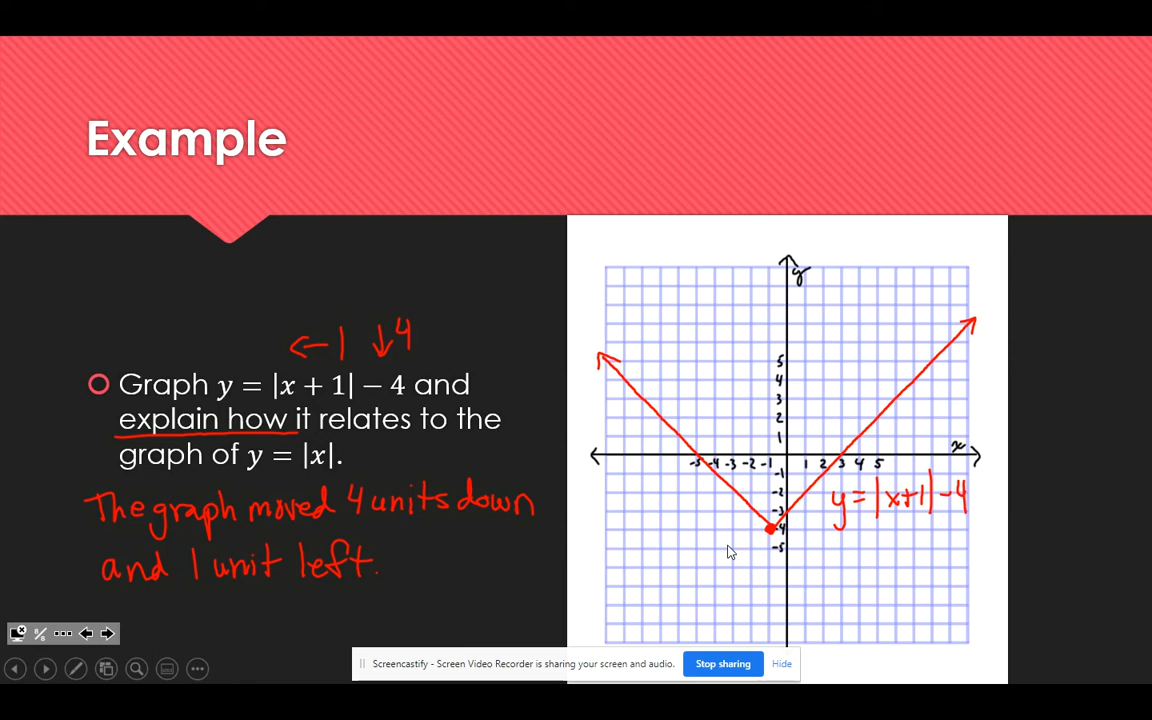 Example
← 1 ↓ 4
Graph y = |x + 1| − 4 and
explain how it relates to the
graph of y = |x|.
The graph moved 4 units down
and 1 unit left.
y
5
4
3
2
1
x
-5 -4 -3 -2 -1 1 2 3 4 5
-1
-2
-3
-4
-5
y = |x+1| - 4
Screencastify - Screen Video Recorder is sharing your screen and audio. Stop sharing Hide